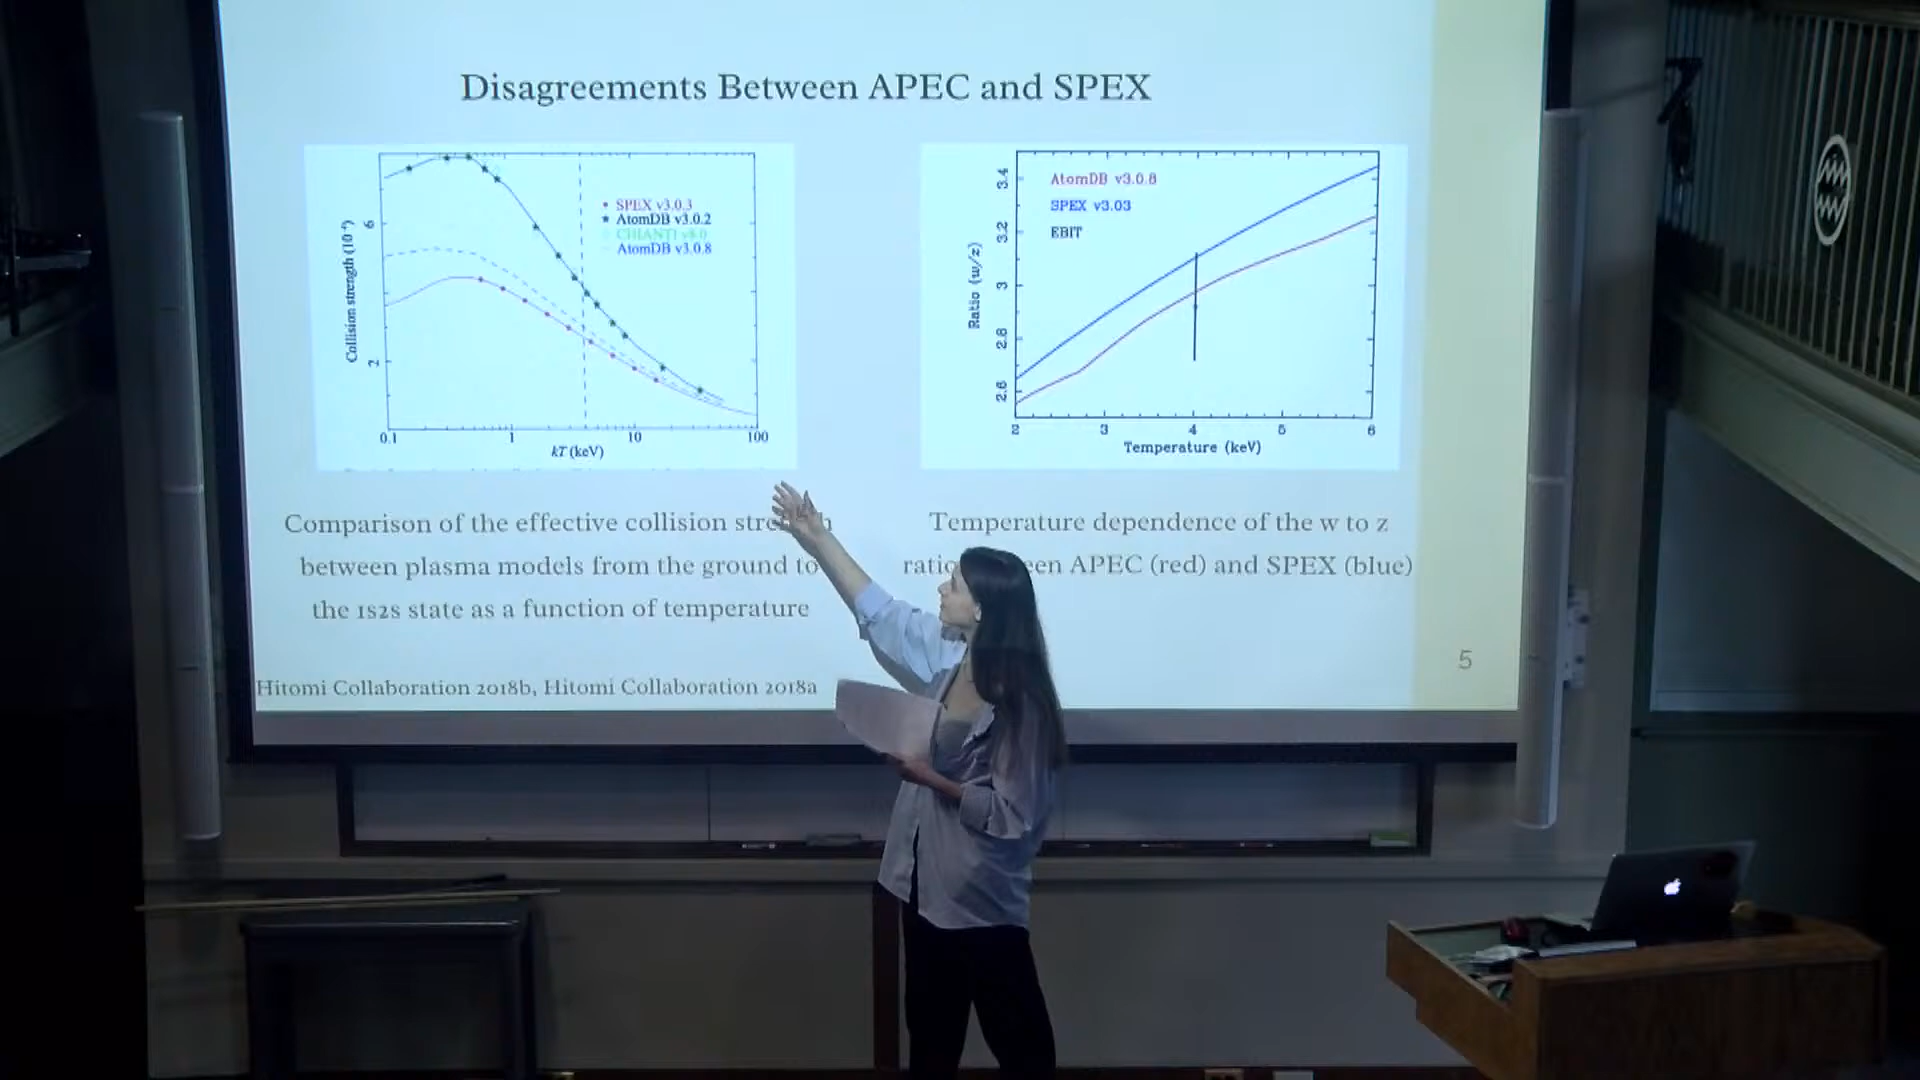 Disagreements Between APEC and SPEX
6
2
Collision strength (10⁻⁴)
SPEX v3.0.3
AtomDB v3.0.2
CHIANTI v8.0
AtomDB v3.0.8
0.1 1 10 100
kT (keV)
3.4
3.2
3
2.8
2.6
Ratio (w/z)
AtomDB v3.0.8
SPEX v3.03
EBIT
2 3 4 5 6
Temperature (keV)
Comparison of the effective collision
between plasma models from the ground to
the 1s2s state as a function of temperature
Temperature dependence of the w to z
APEC (red) and SPEX (blue)
Hitomi Collaboration 2018b, Hitomi Collaboration 2018a
5